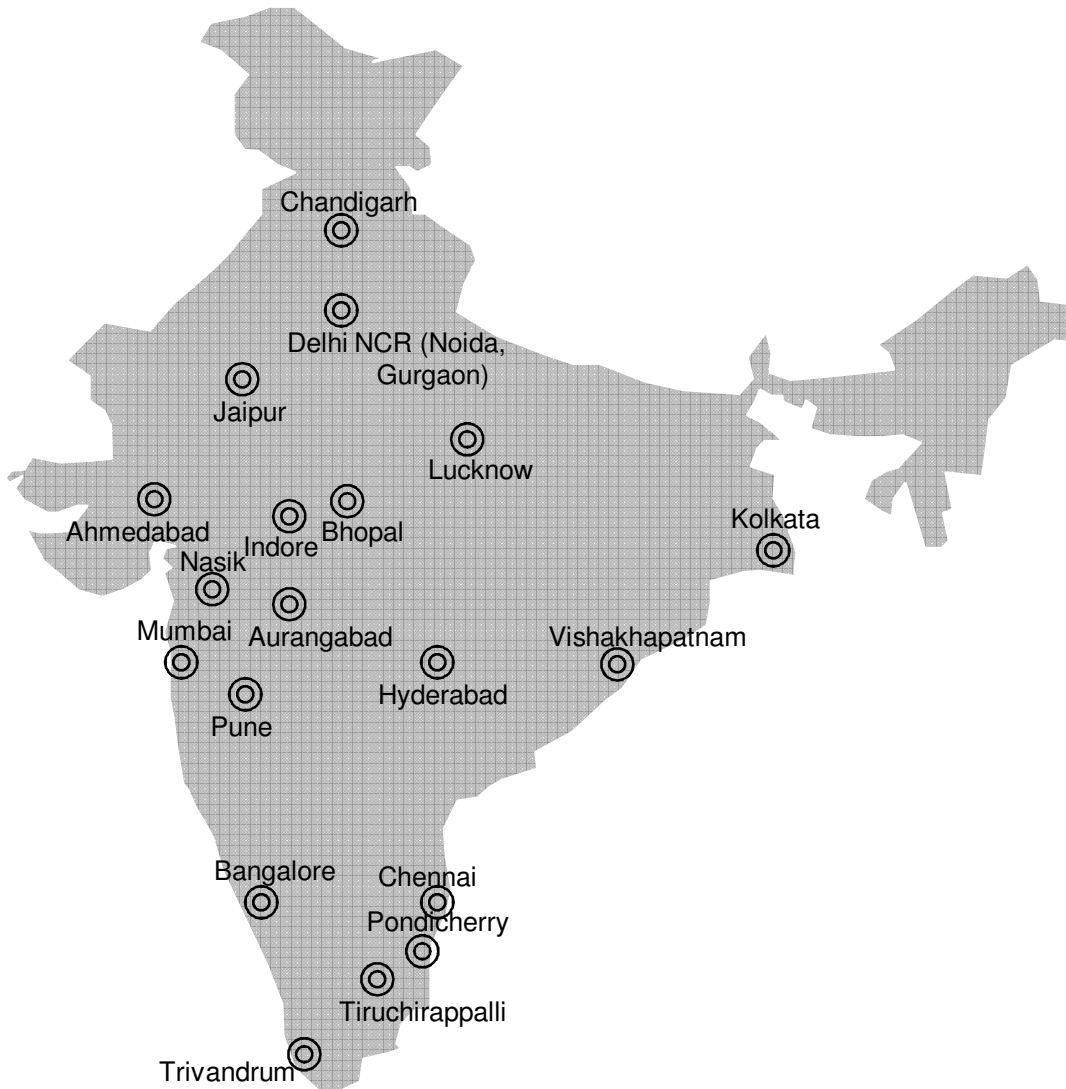 Chandigarh
Delhi NCR (Noida,
Gurgaon)
Jaipur
Lucknow
Ahmedabad
Indore
Bhopal
Kolkata
Nasik
Mumbai
Aurangabad
Vishakhapatnam
Hyderabad
Pune
Bangalore
Chennai
Pondicherry
Tiruchirappalli
Trivandrum